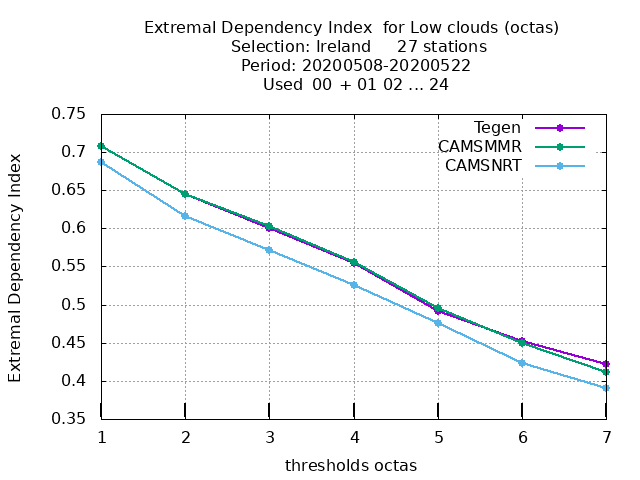 Extremal Dependency Index  for Low clouds (octas)
Selection: Ireland     27 stations
Period: 20200508-20200522
Used  00 + 01 02 ... 24
Tegen
CAMSMMR
CAMSNRT
Extremal Dependency Index
0.75
0.7
0.65
0.6
0.55
0.5
0.45
0.4
0.35
1 2 3 4 5 6 7
thresholds octas